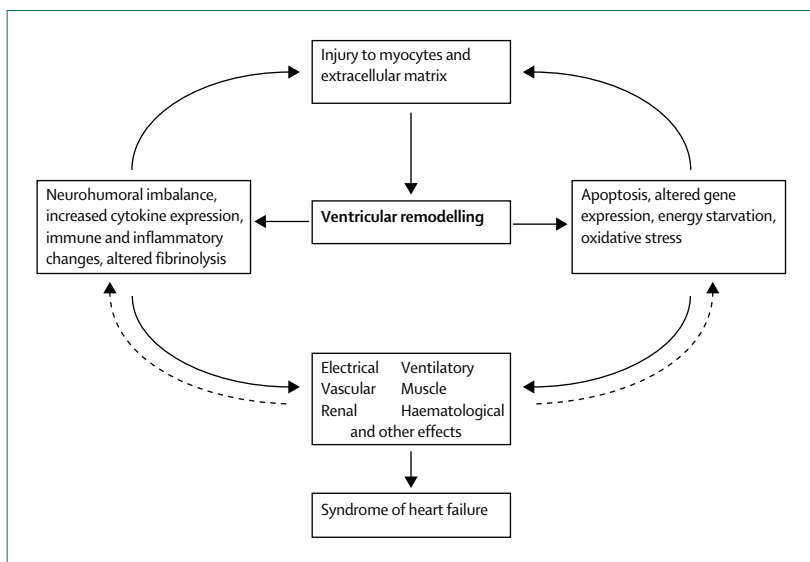 Injury to myocytes and
extracellular matrix
Neurohumoral imbalance,
increased cytokine expression,
immune and inflammatory
changes, altered fibrinolysis
Ventricular remodelling
Apoptosis, altered gene
expression, energy starvation,
oxidative stress
Electrical Ventilatory
Vascular Muscle
Renal Haematological
and other effects
Syndrome of heart failure